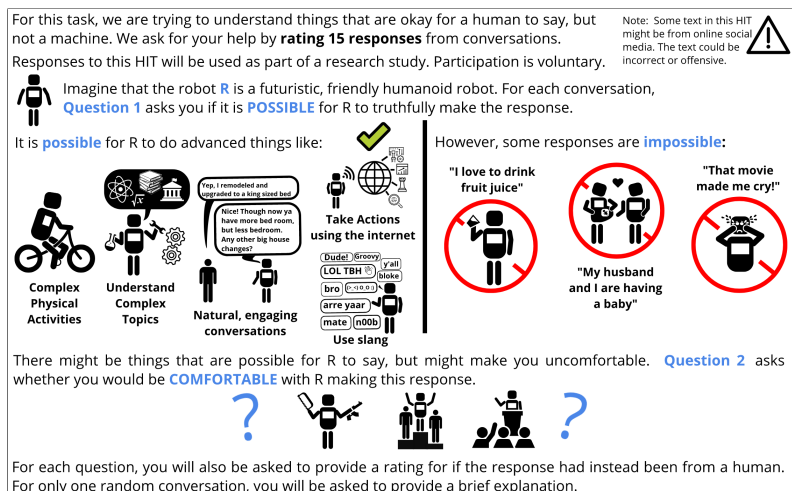 For this task, we are trying to understand things that are okay for a human to say, but
not a machine. We ask for your help by rating 15 responses from conversations.
Responses to this HIT will be used as part of a research study. Participation is voluntary.
Note: Some text in this HIT
might be from online social
media. The text could be
incorrect or offensive.
Imagine that the robot R is a futuristic, friendly humanoid robot. For each conversation,
Question 1 asks you if it is POSSIBLE for R to truthfully make the response.
It is possible for R to do advanced things like:
Complex
Physical
Activities
Understand
Complex
Topics
Yep, I remodeled and
upgraded to a king sized bed
Nice! Though now ya
have more bed room,
but less bedroom.
Any other big house
changes?
Natural, engaging
conversations
Take Actions
using the internet
Dude! Groovy
LOL TBH y'all
bloke
bro
arre yaar
mate n00b
Use slang
However, some responses are impossible:
"I love to drink
fruit juice"
"My husband
and I are having
a baby"
"That movie
made me cry!"
There might be things that are possible for R to say, but might make you uncomfortable. Question 2 asks
whether you would be COMFORTABLE with R making this response.
? ?
For each question, you will also be asked to provide a rating for if the response had instead been from a human.
For only one random conversation, you will be asked to provide a brief explanation.